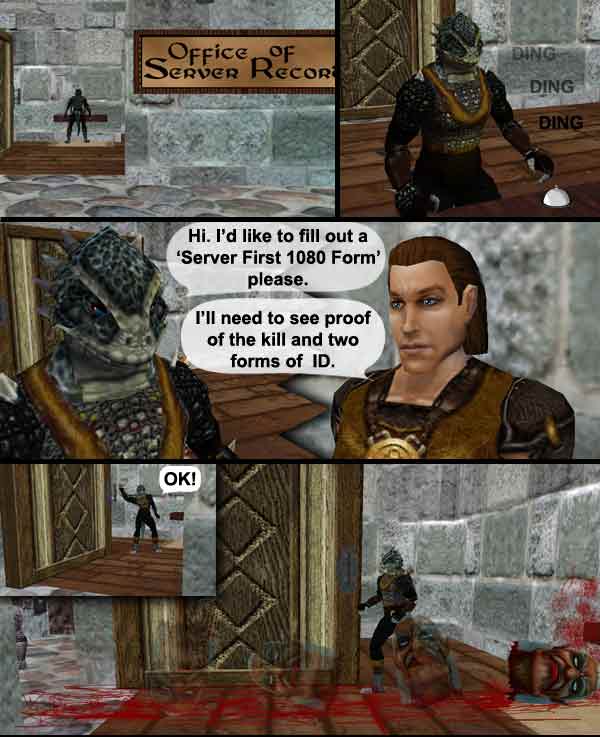 OFFICE OF
SERVER RECOR
DING
DING
DING
Hi. I'd like to fill out a
‘Server First 1080 Form’
please.
I'll need to see proof
of the kill and two
forms of ID.
OK!